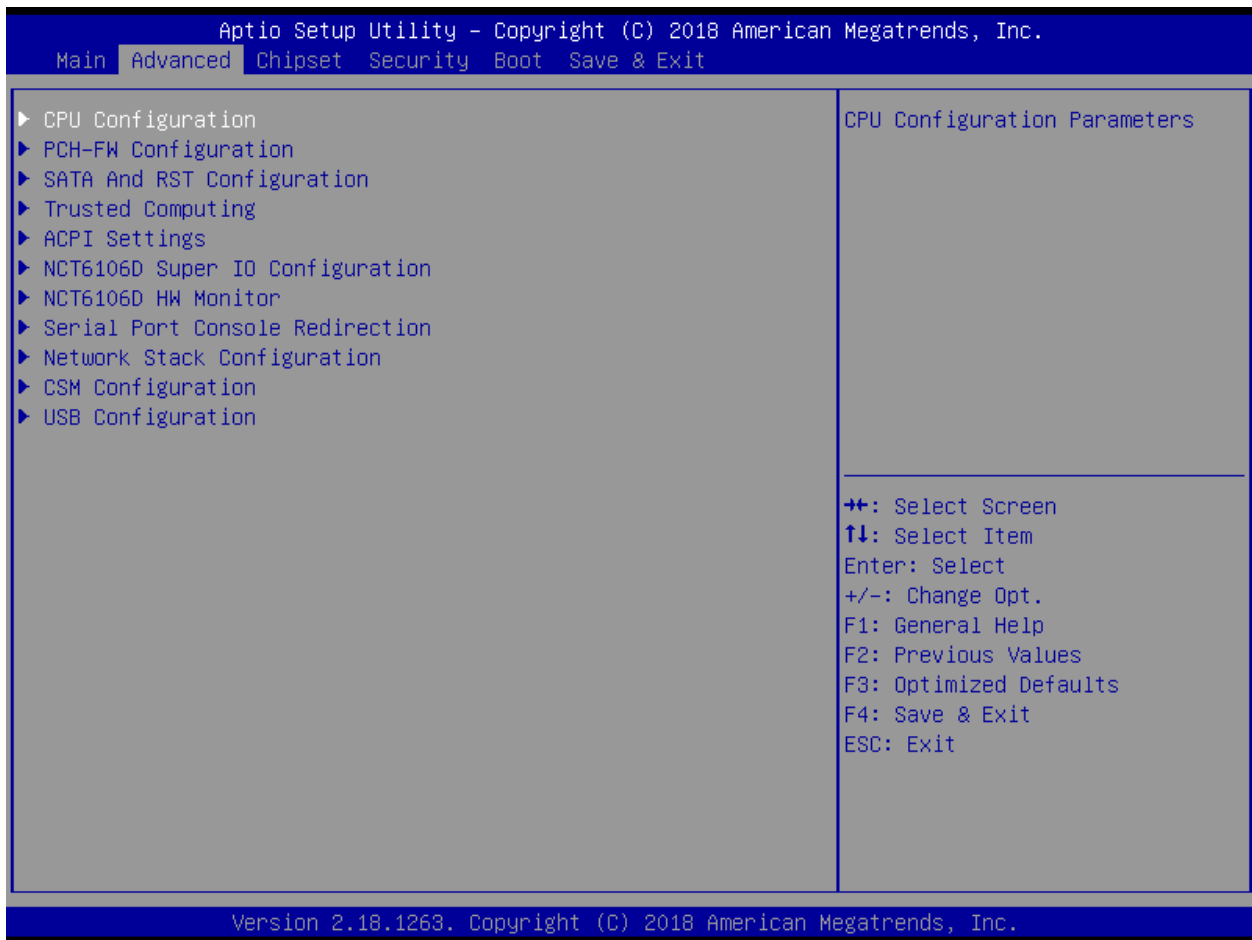 Aptio Setup Utility – Copyright (C) 2018 American Megatrends, Inc.
Main Advanced Chipset Security Boot Save & Exit
▶ CPU Configuration
▶ PCH-FW Configuration
▶ SATA And RST Configuration
▶ Trusted Computing
▶ ACPI Settings
▶ NCT6106D Super IO Configuration
▶ NCT6106D HW Monitor
▶ Serial Port Console Redirection
▶ Network Stack Configuration
▶ CSM Configuration
▶ USB Configuration
CPU Configuration Parameters
→←: Select Screen
↑↓: Select Item
Enter: Select
+/-: Change Opt.
F1: General Help
F2: Previous Values
F3: Optimized Defaults
F4: Save & Exit
ESC: Exit
Version 2.18.1263. Copyright (C) 2018 American Megatrends, Inc.